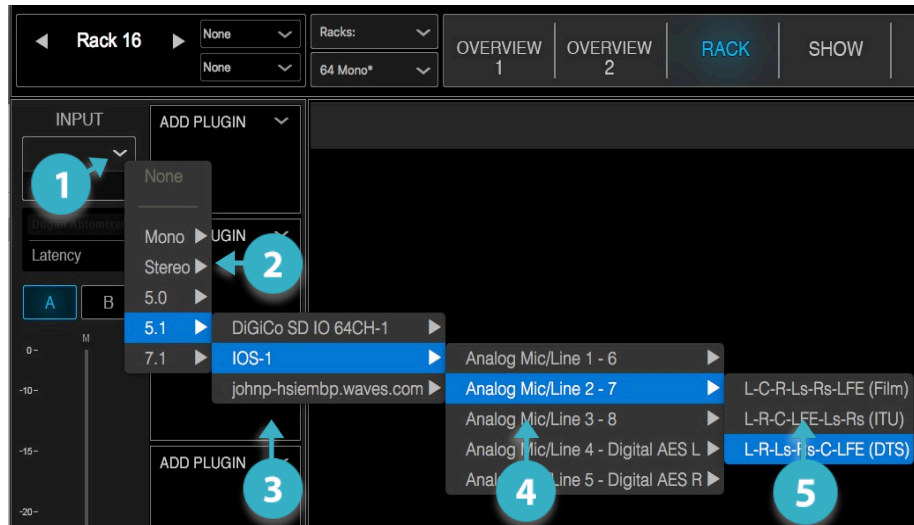 Rack 16
None
None
Racks:
64 Mono*
OVERVIEW
1
OVERVIEW
2
RACK
SHOW
INPUT
ADD PLUGIN
1
None
Dugan Automixer
UGIN
Latency
Mono
Stereo
2
A
B
5.0
5.1
7.1
M
0-
-10-
-15-
-20-
DiGiCo SD IO 64CH-1
IOS-1
johnp-hsiembp.waves.com
3
ADD PLUGIN
Analog Mic/Line 1 - 6
Analog Mic/Line 2 - 7
Analog Mic/Line 3 - 8
Analog Mic/Line 4 - Digital AES L
Analog Line 5 - Digital AES R
4
L-C-R-Ls-Rs-LFE (Film)
L-R-C-LFE-Ls-Rs (ITU)
L-R-Ls-Rs-C-LFE (DTS)
5